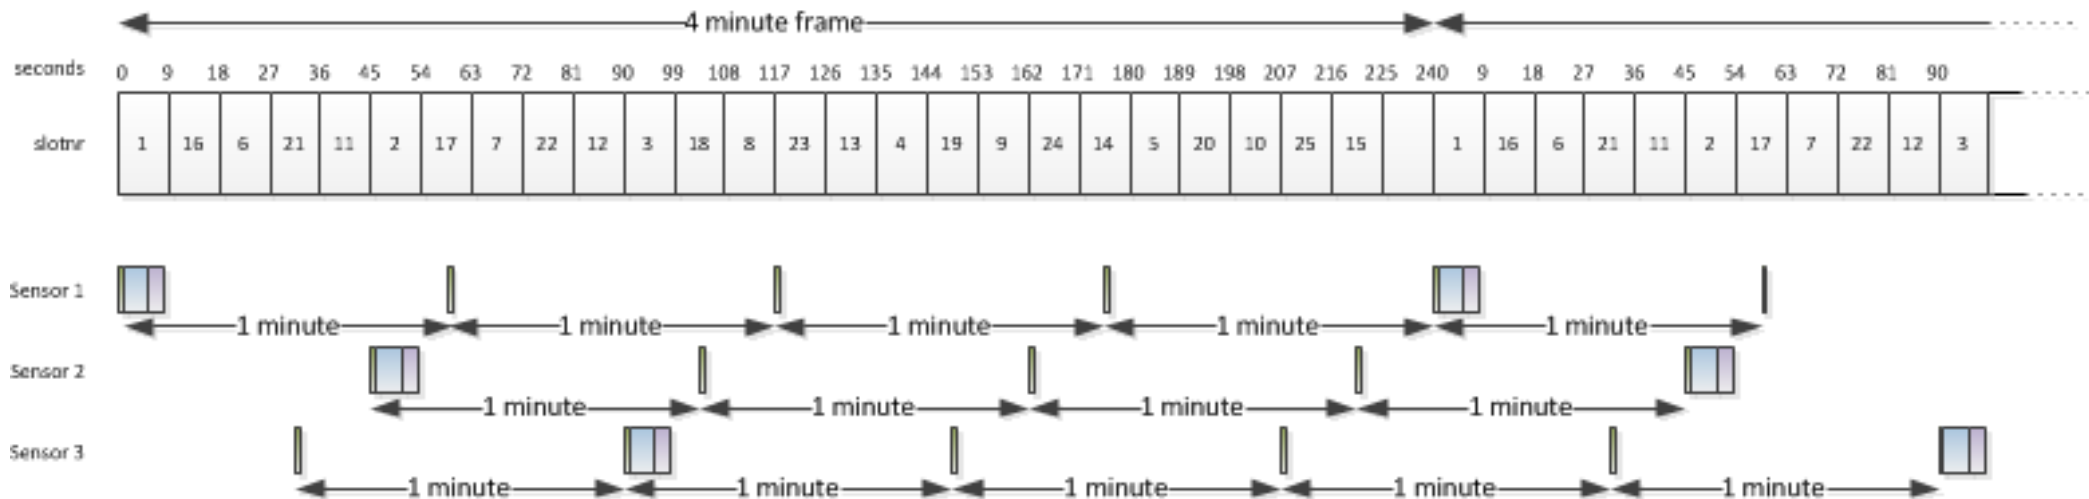 4 minute frame
seconds 0 9 18 27 36 45 54 63 72 81 90 99 108 117 126 135 144 153 162 171 180 189 198 207 216 225 240 9 18 27 36 45 54 63 72 81 90
slotnr 1 16 6 21 11 2 17 7 22 12 3 18 8 23 13 4 19 9 24 14 5 20 10 25 15 1 16 6 21 11 2 17 7 22 12 3
Sensor 1
1 minute 1 minute 1 minute 1 minute 1 minute
Sensor 2
1 minute 1 minute 1 minute 1 minute
Sensor 3
1 minute 1 minute 1 minute 1 minute 1 minute